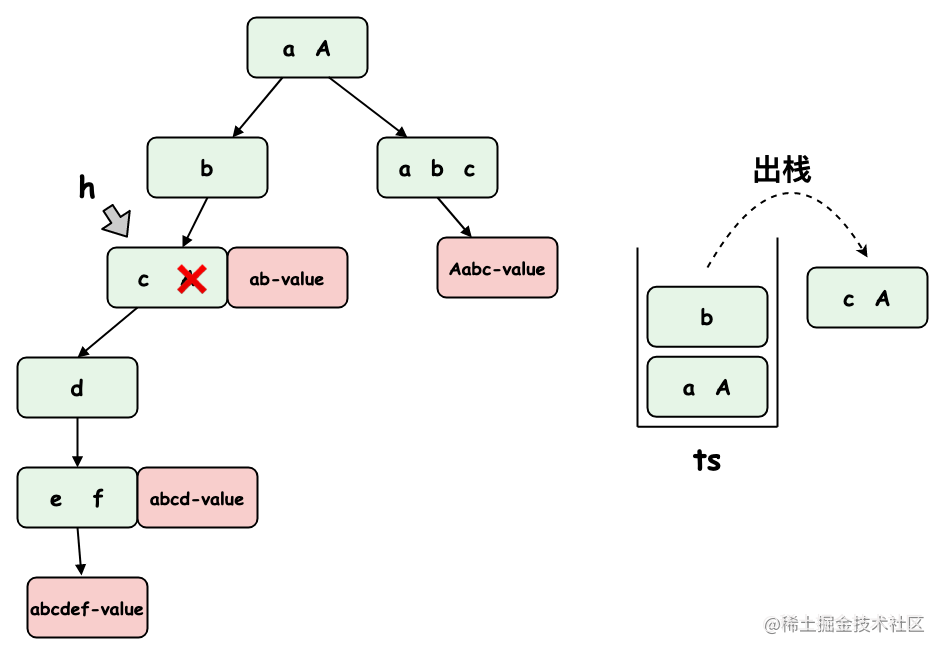 a A
b
a b c
h
c A
ab-value
Aabc-value
d
e f
abcd-value
abcdef-value
出栈
b
a A
c A
ts
@稀土掘金技术社区